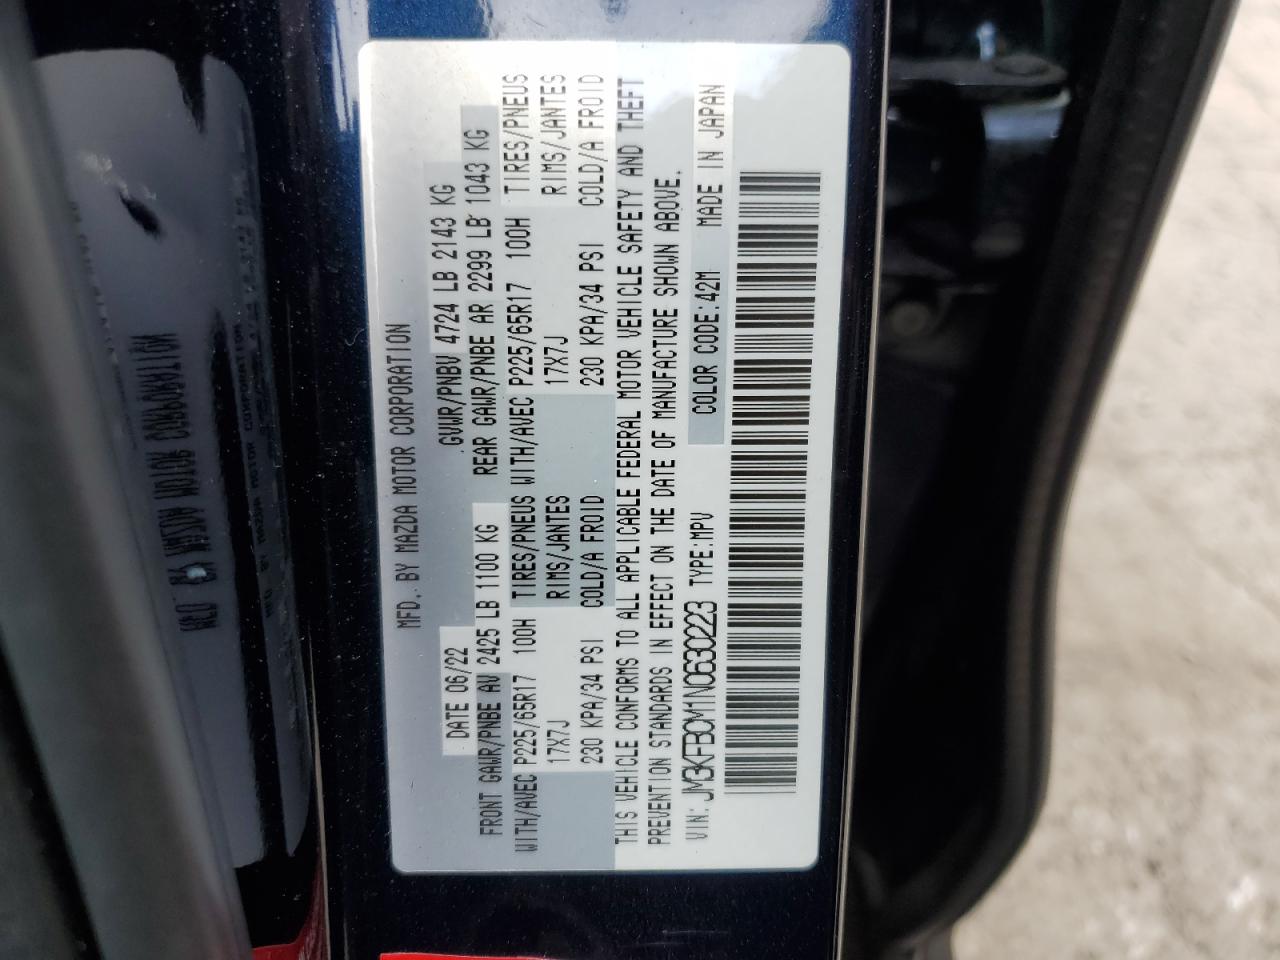 MFD. BY MAZDA MOTOR CORPORATION
DATE 06/22 GVWR/PNBV 4724 LB 2143 KG
FRONT GAWR/PNBE AV 2425 LB 1100 KG REAR GAWR/PNBE AR 2299 LB 1043 KG
WITH/AVEC P225/65R17 100H TIRES/PNEUS WITH/AVEC P225/65R17 100H TIRES/PNEUS
17X7J RIMS/JANTES 17X7J RIMS/JANTES
230 KPA/34 PSI COLD/A FROID 230 KPA/34 PSI COLD/A FROID
THIS VEHICLE CONFORMS TO ALL APPLICABLE FEDERAL MOTOR VEHICLE SAFETY AND THEFT
PREVENTION STANDARDS IN EFFECT ON THE DATE OF MANUFACTURE SHOWN ABOVE.
VIN: JM3KFBCM1N0630223 TYPE:MPV COLOR CODE:42M MADE IN JAPAN